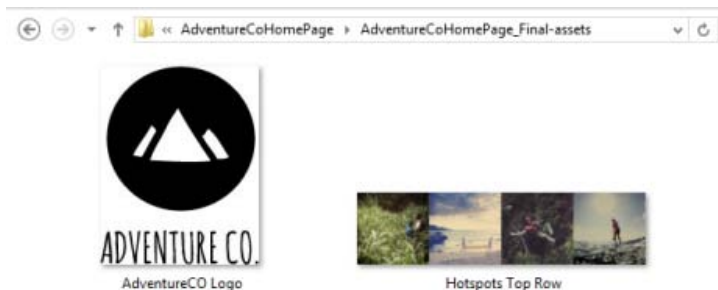 « AdventureCoHomePage ▸ AdventureCoHomePage_Final-assets
ADVENTURE CO.
AdventureCO Logo
Hotspots Top Row